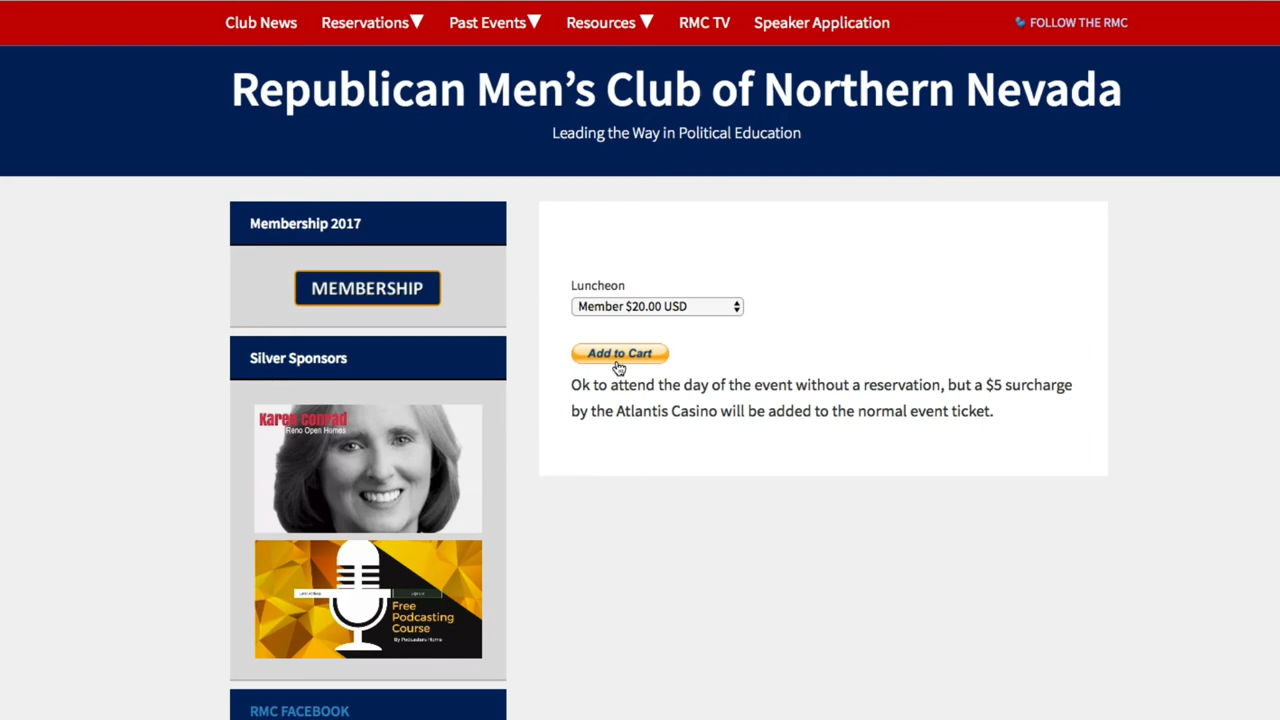 Club News Reservations▼ Past Events▼ Resources ▼ RMC TV Speaker Application FOLLOW THE RMC
Republican Men's Club of Northern Nevada
Leading the Way in Political Education
Membership 2017
MEMBERSHIP
Silver Sponsors
Karen Conrad
Reno Open Homes
Free
Podcasting
Course
By Podcasters Home
RMC FACEBOOK
Luncheon
Member $20.00 USD
Add to Cart
Ok to attend the day of the event without a reservation, but a $5 surcharge
by the Atlantis Casino will be added to the normal event ticket.